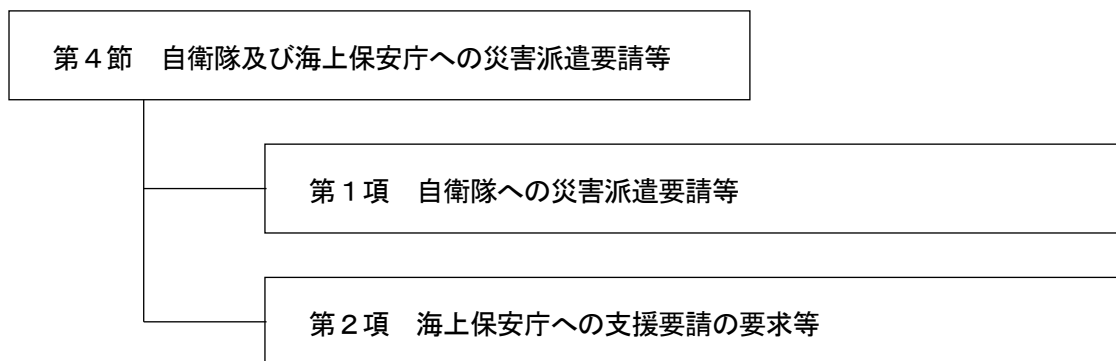 第４節　自衛隊及び海上保安庁への災害派遣要請等
第１項　自衛隊への災害派遣要請等
第２項　海上保安庁への支援要請の要求等